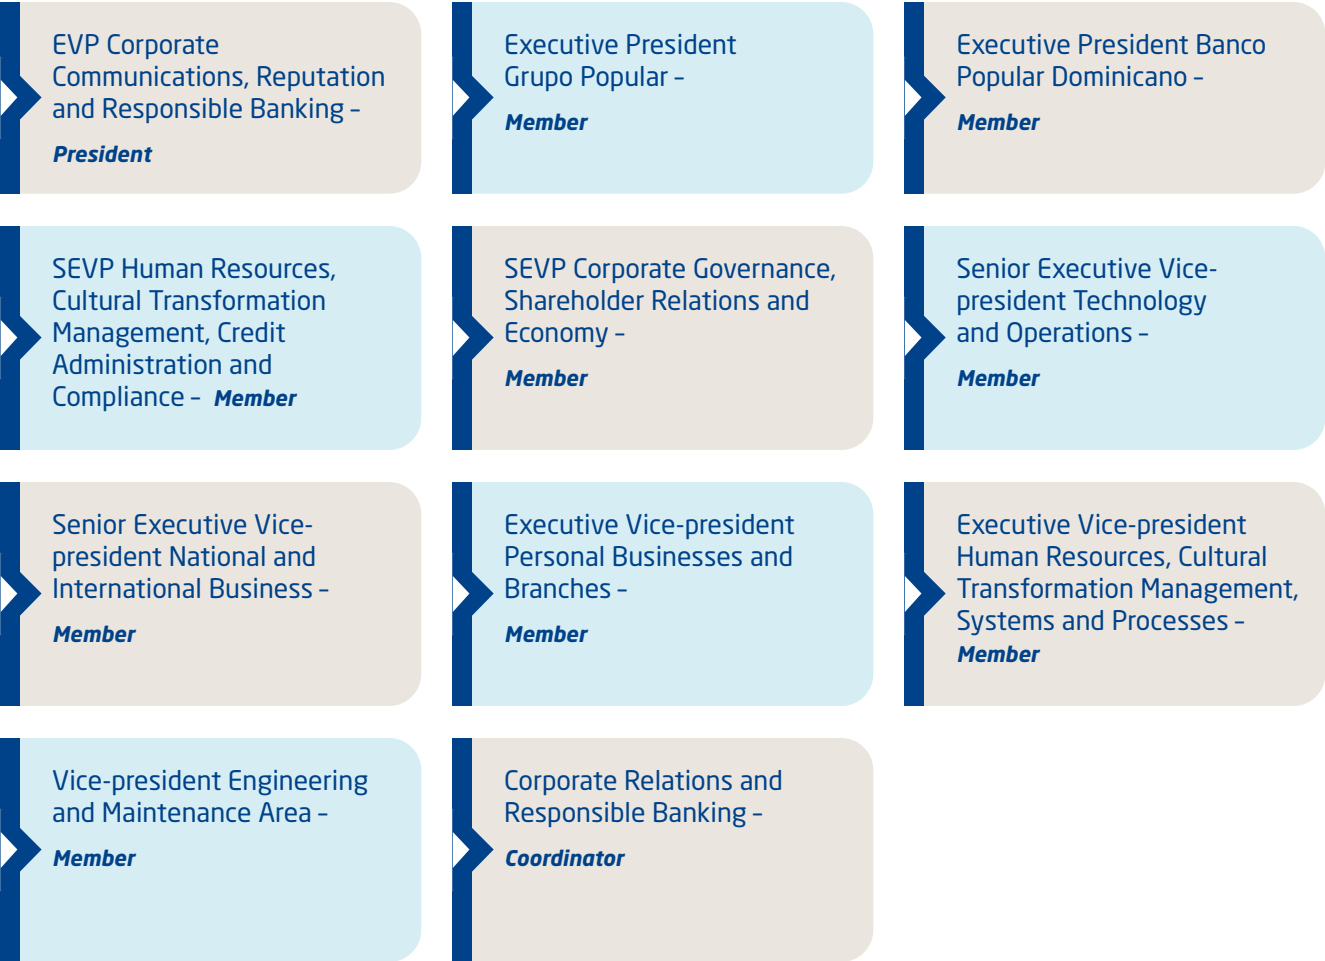 EVP Corporate
Communications, Reputation
and Responsible Banking –
President
Executive President
Grupo Popular –
Member
Executive President Banco
Popular Dominicano –
Member
SEVP Human Resources,
Cultural Transformation
Management, Credit
Administration and
Compliance – Member
SEVP Corporate Governance,
Shareholder Relations and
Economy –
Member
Senior Executive Vice-
president Technology
and Operations –
Member
Senior Executive Vice-
president National and
International Business –
Member
Executive Vice-president
Personal Businesses and
Branches –
Member
Executive Vice-president
Human Resources, Cultural
Transformation Management,
Systems and Processes –
Member
Vice-president Engineering
and Maintenance Area –
Member
Corporate Relations and
Responsible Banking –
Coordinator